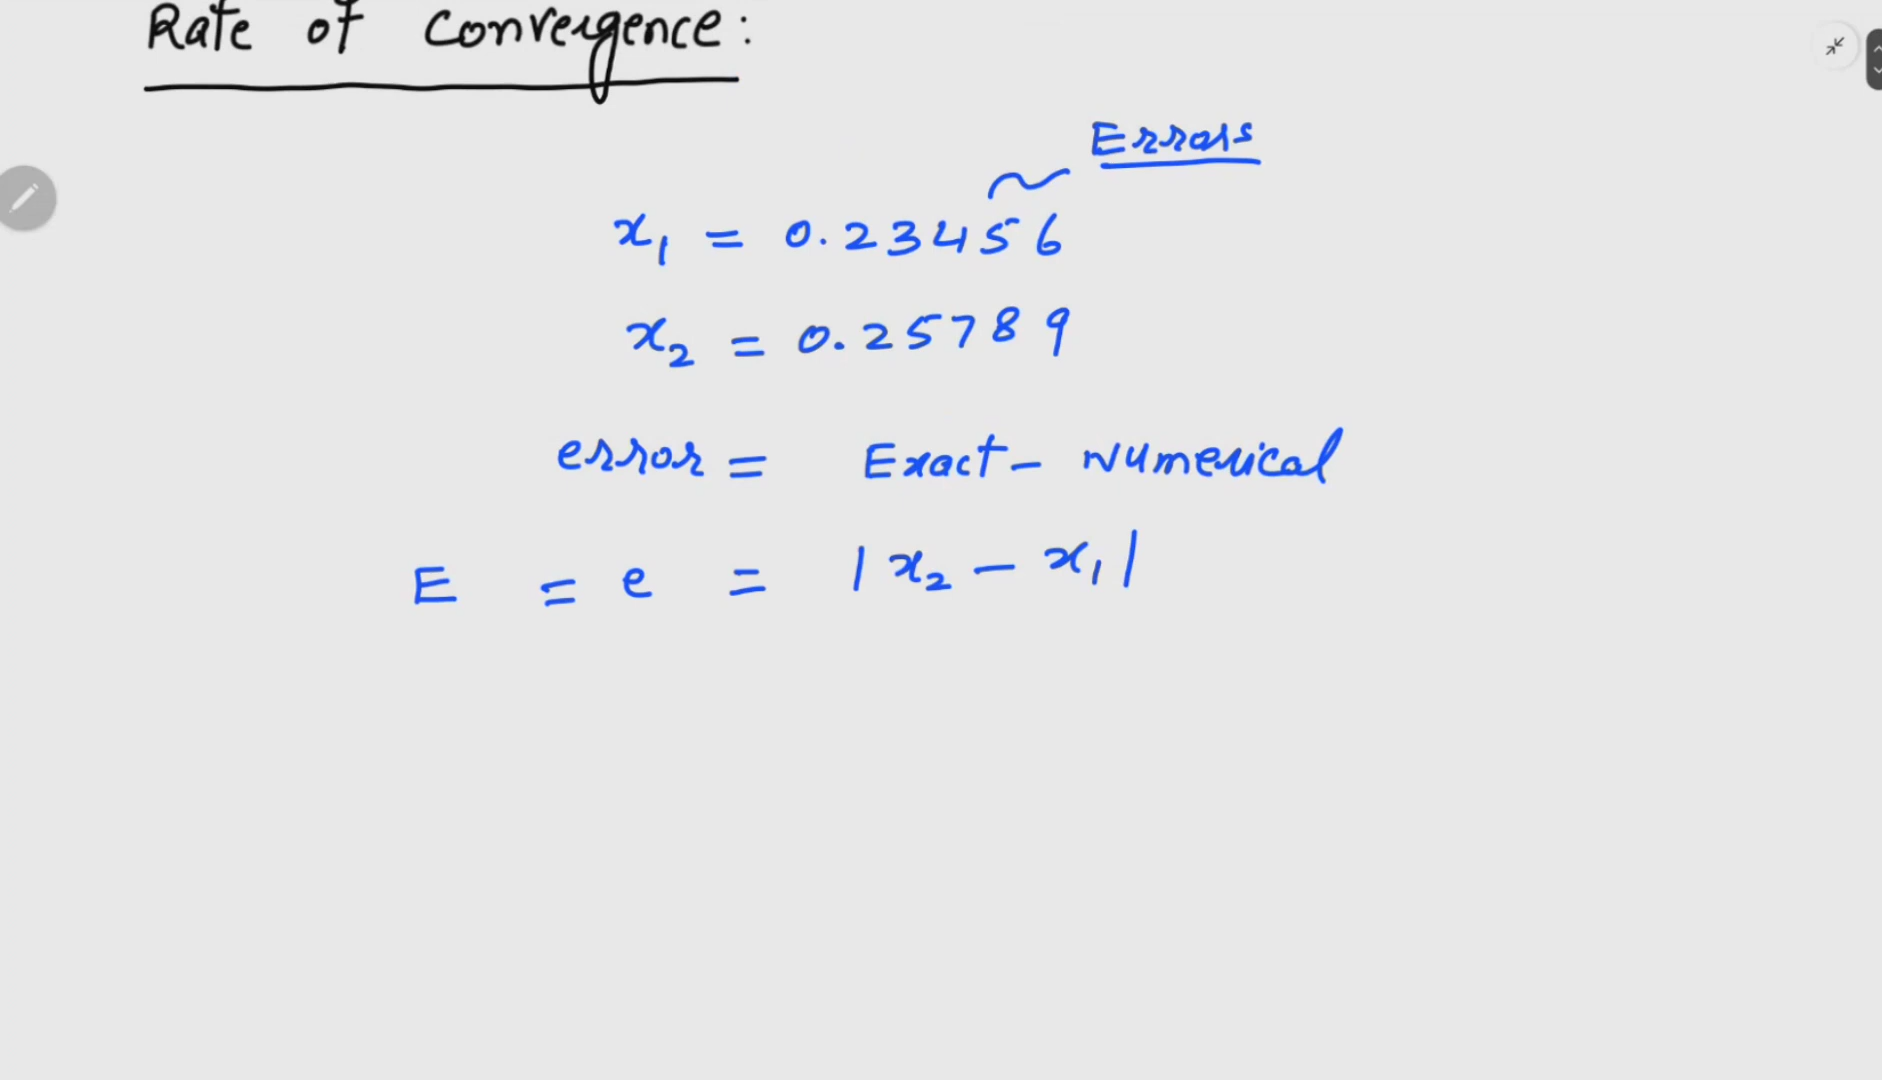 Rate of Convergence:
Errors
x₁ = 0.23456
x₂ = 0.25789
error = Exact - Numerical
E = e = |x₂ - x₁|